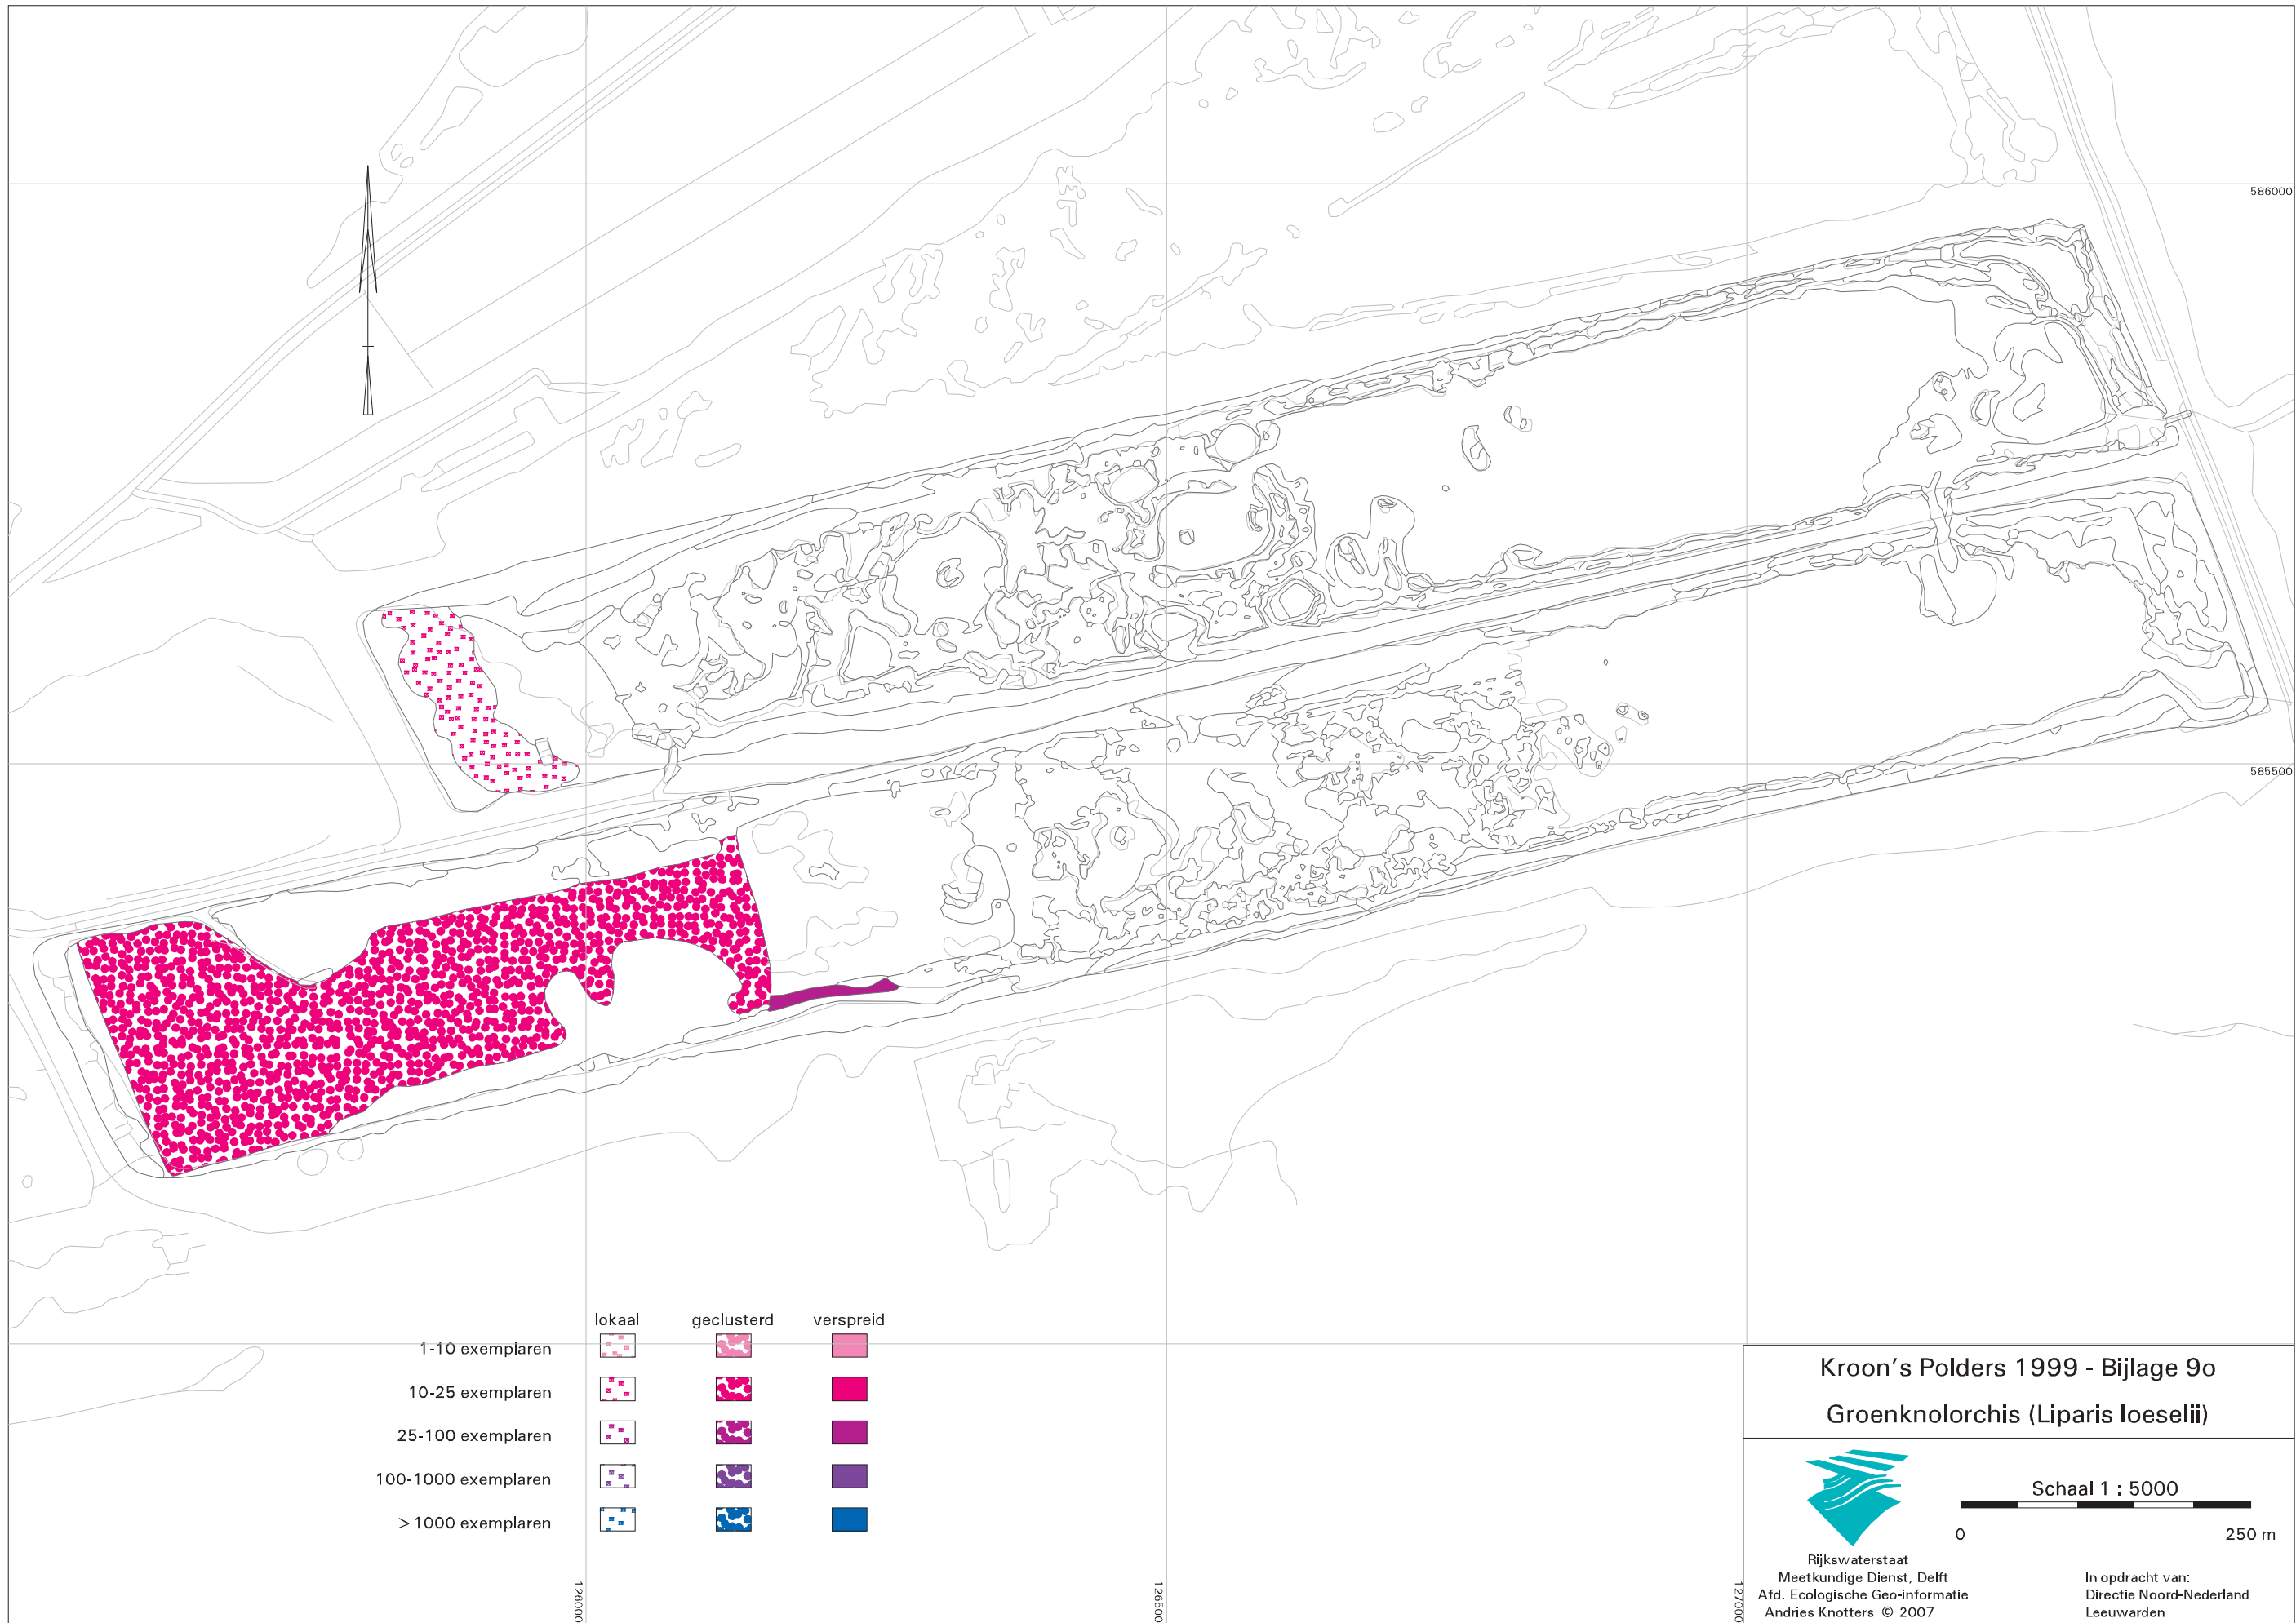 586000
585500
lokaal geclusterd verspreid
1-10 exemplaren
10-25 exemplaren
25-100 exemplaren
100-1000 exemplaren
>1000 exemplaren
126000
126500
127000
Kroon's Polders 1999 - Bijlage 9o
Groenknolorchis (Liparis loeselii)
Schaal 1 : 5000
0 250 m
Rijkswaterstaat
Meetkundige Dienst, Delft
Afd. Ecologische Geo-informatie
Andries Knotters © 2007
In opdracht van:
Directie Noord-Nederland
Leeuwarden